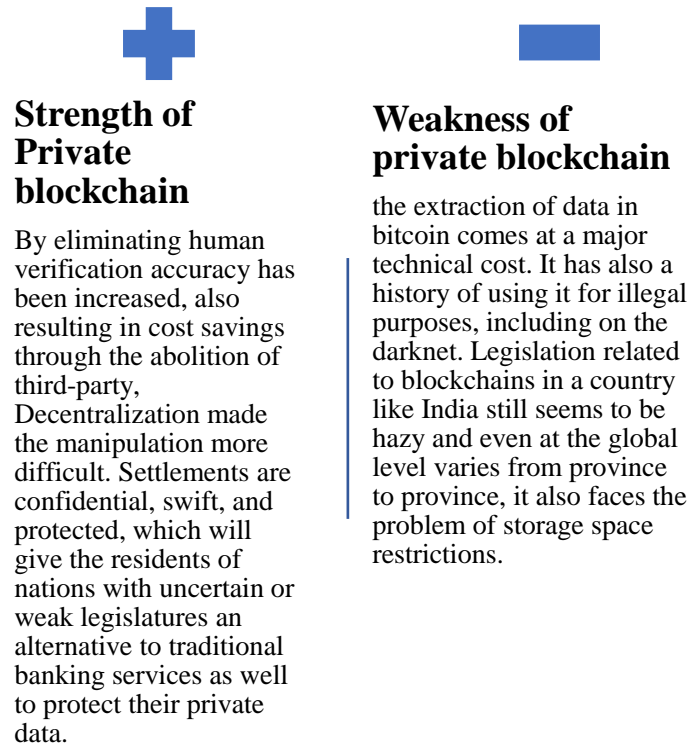 Strength of
Private
blockchain
By eliminating human
verification accuracy has
been increased, also
resulting in cost savings
through the abolition of
third-party,
Decentralization made
the manipulation more
difficult. Settlements are
confidential, swift, and
protected, which will
give the residents of
nations with uncertain or
weak legislatures an
alternative to traditional
banking services as well
to protect their private
data.
Weakness of
private blockchain
the extraction of data in
bitcoin comes at a major
technical cost. It has also a
history of using it for illegal
purposes, including on the
darknet. Legislation related
to blockchains in a country
like India still seems to be
hazy and even at the global
level varies from province
to province, it also faces the
problem of storage space
restrictions.